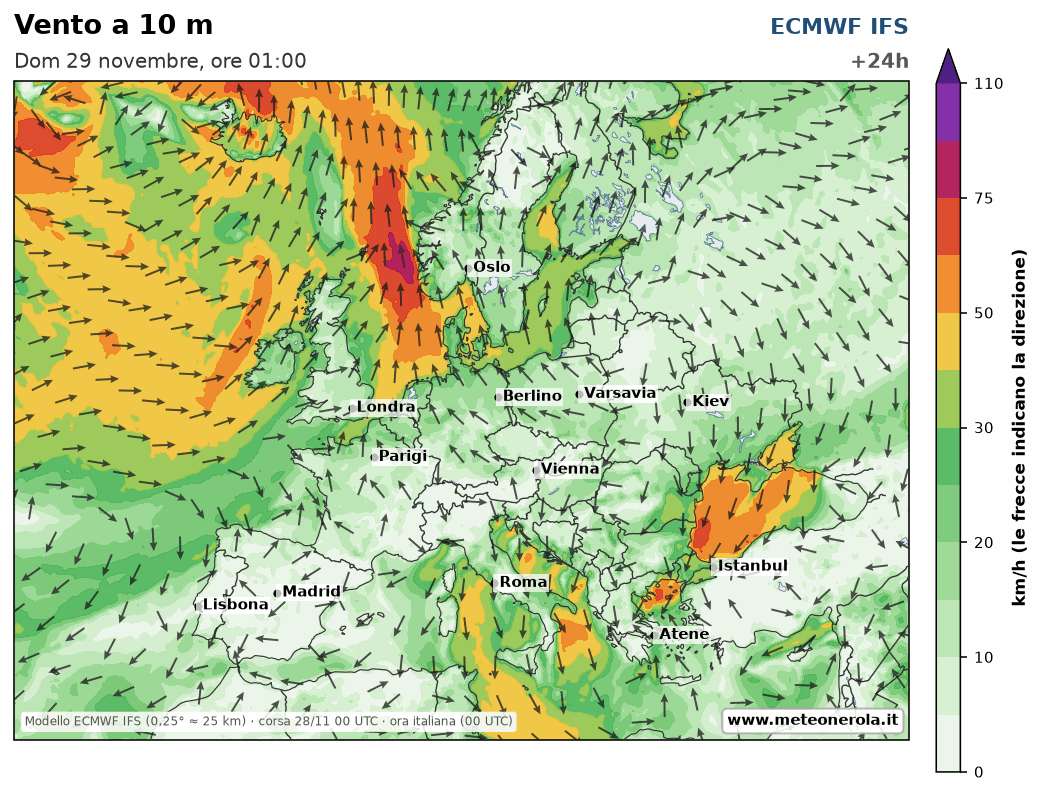 Vento a 10 m
ECMWF IFS
Dom 29 novembre, ore 01:00
+24h
Oslo
Londra
Berlino
Varsavia
Kiev
Parigi
Vienna
Istanbul
Roma
Madrid
Lisbona
Atene
Modello ECMWF IFS (0,25° ≈ 25 km) · corsa 28/11 00 UTC · ora italiana (00 UTC)
www.meteonerola.it
110
75
50
30
20
10
0
km/h (le frecce indicano la direzione)